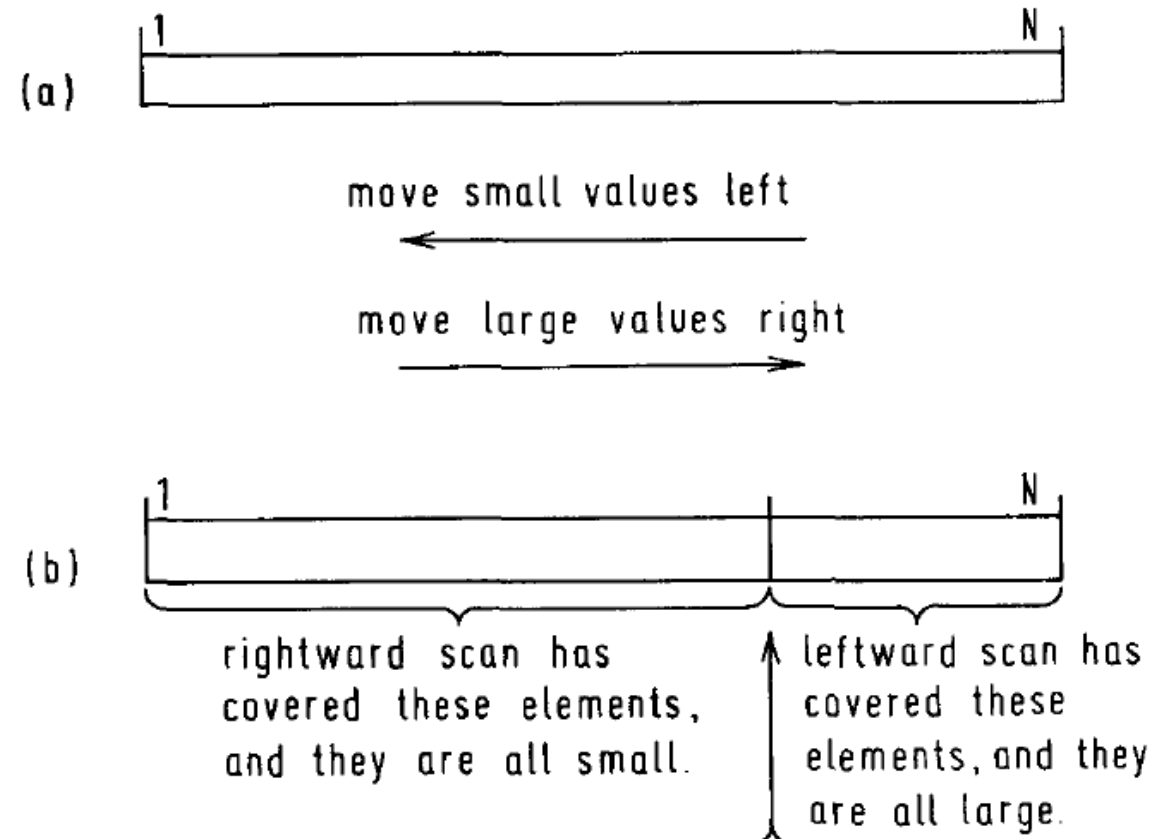 1 N
(a)
move small values left
move large values right
1 N
(b)
rightward scan has
covered these elements,
and they are all small.
leftward scan has
covered these
elements, and they
are all large.